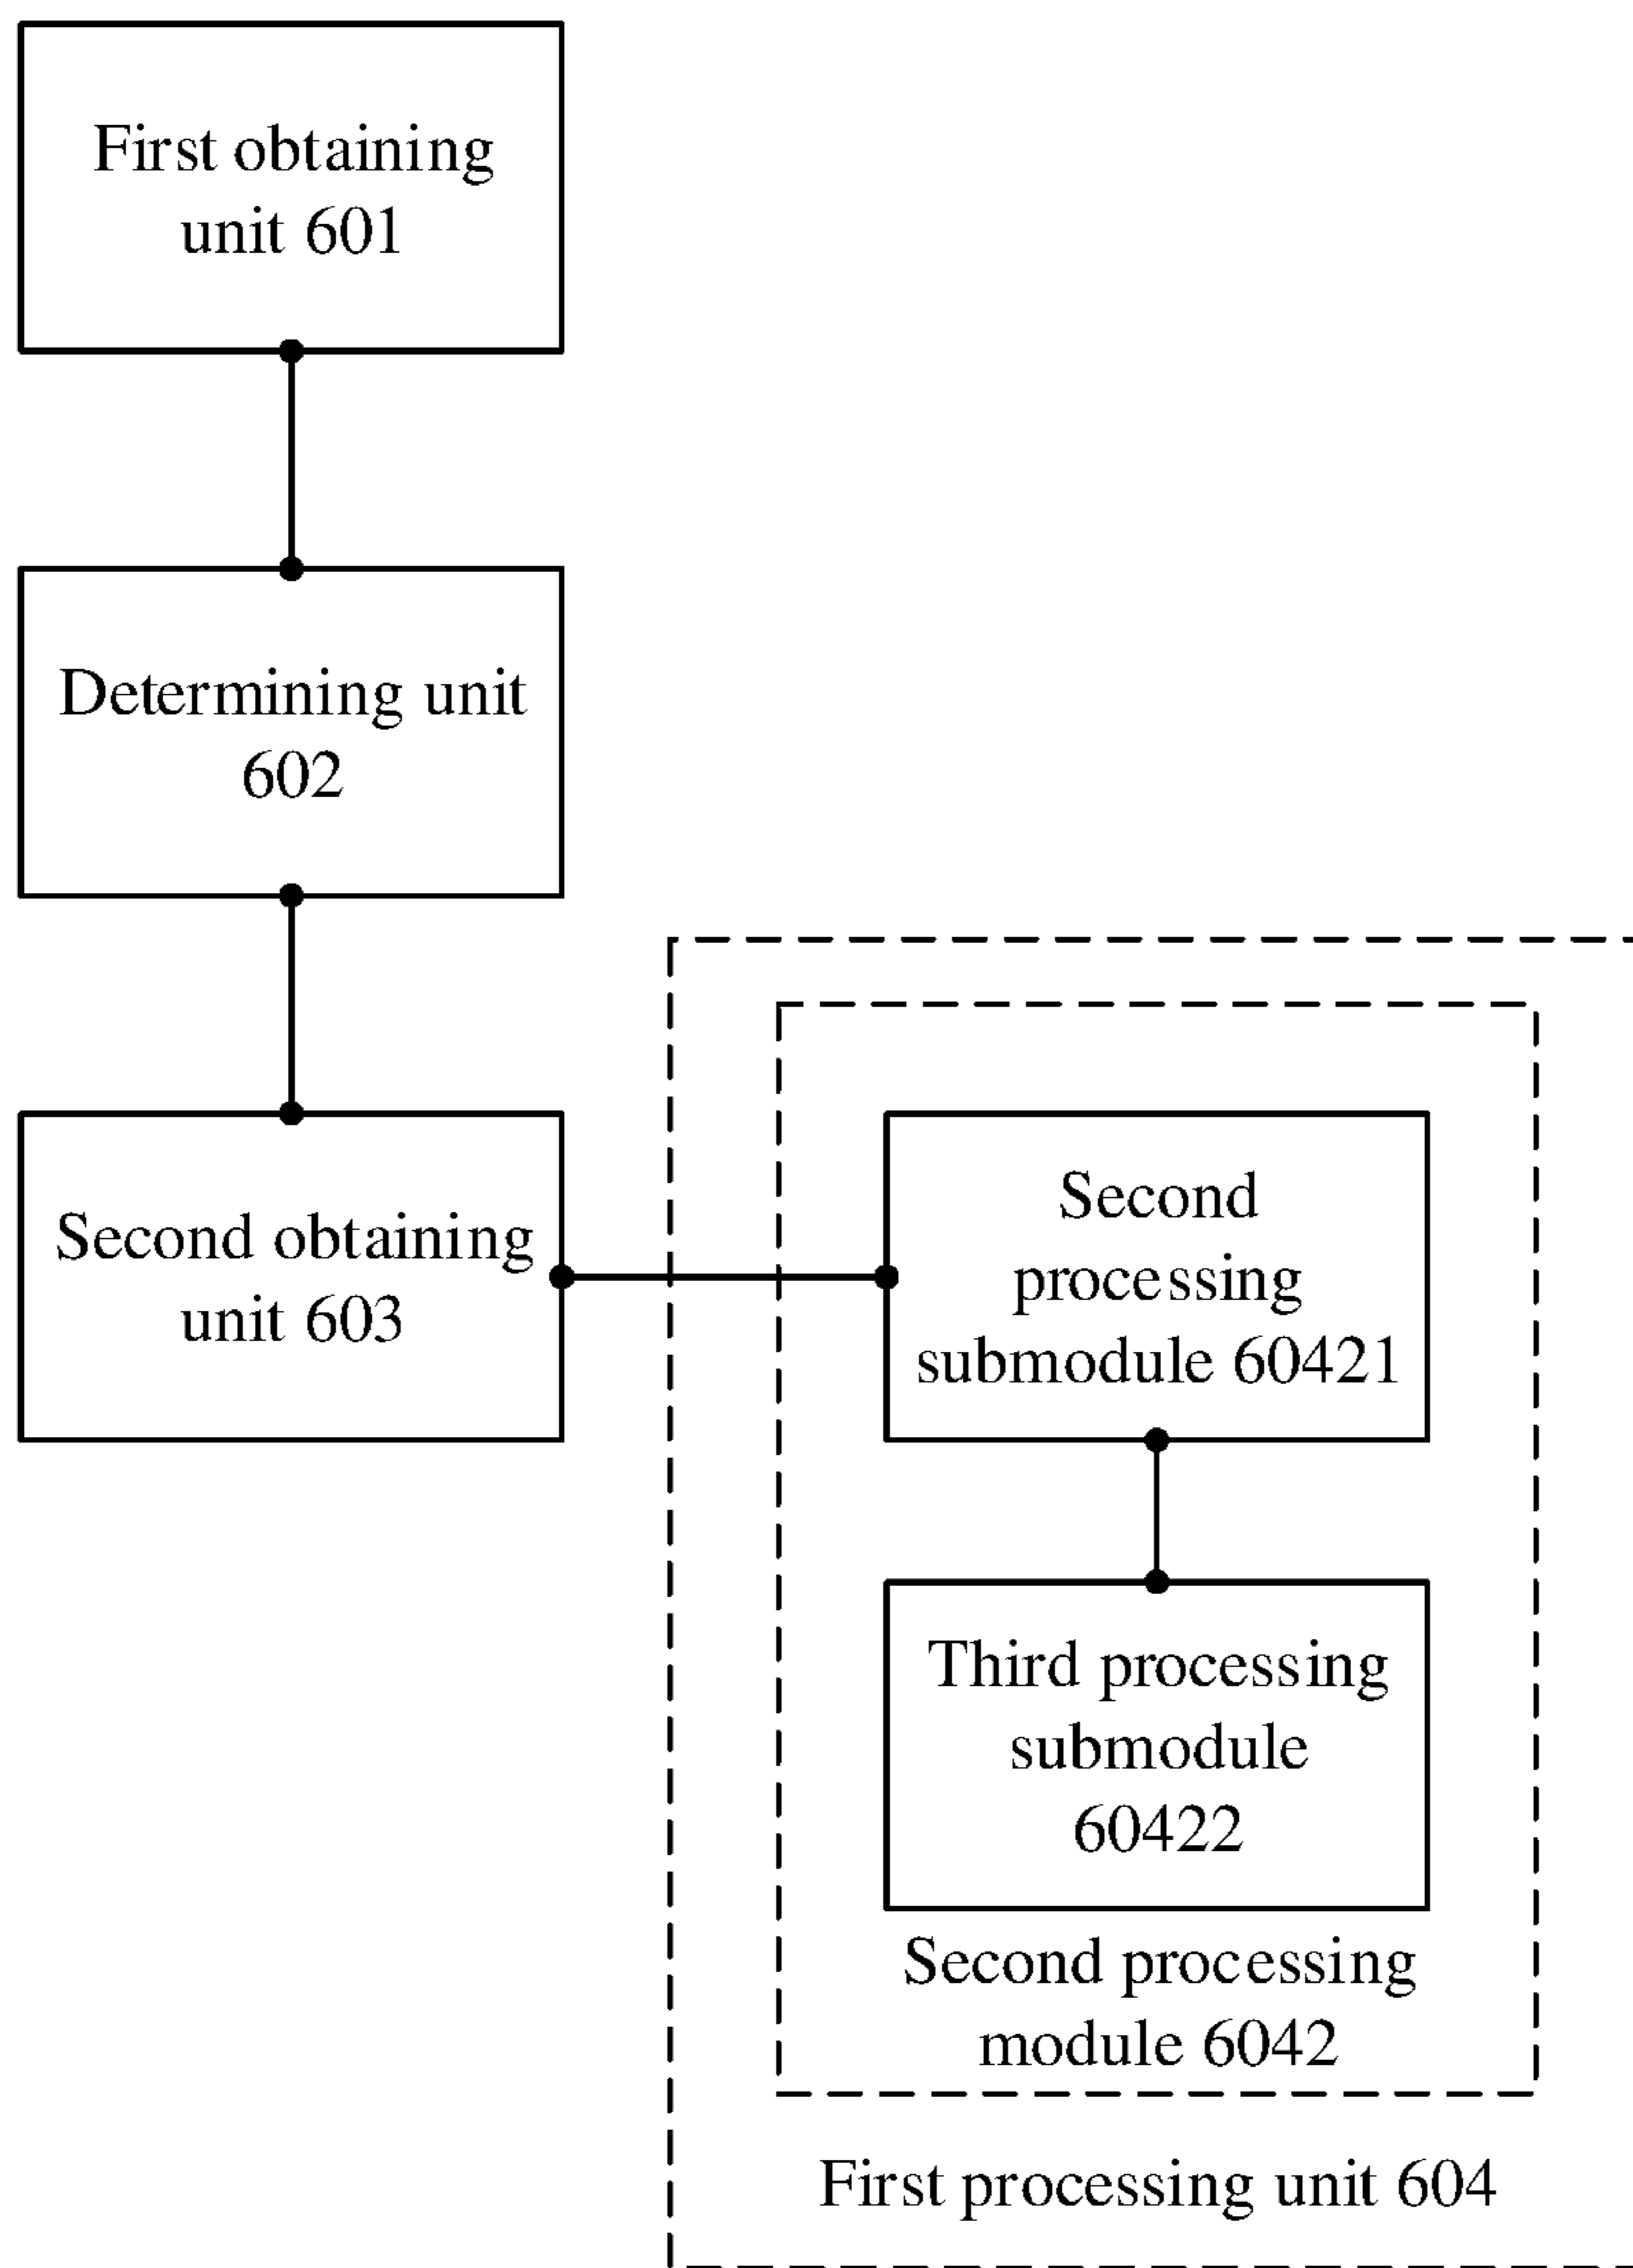 First obtaining
unit 601
Determining unit
602
Second obtaining
unit 603
Second
processing
submodule 60421
Third processing
submodule
60422
Second processing
module 6042
First processing unit 604